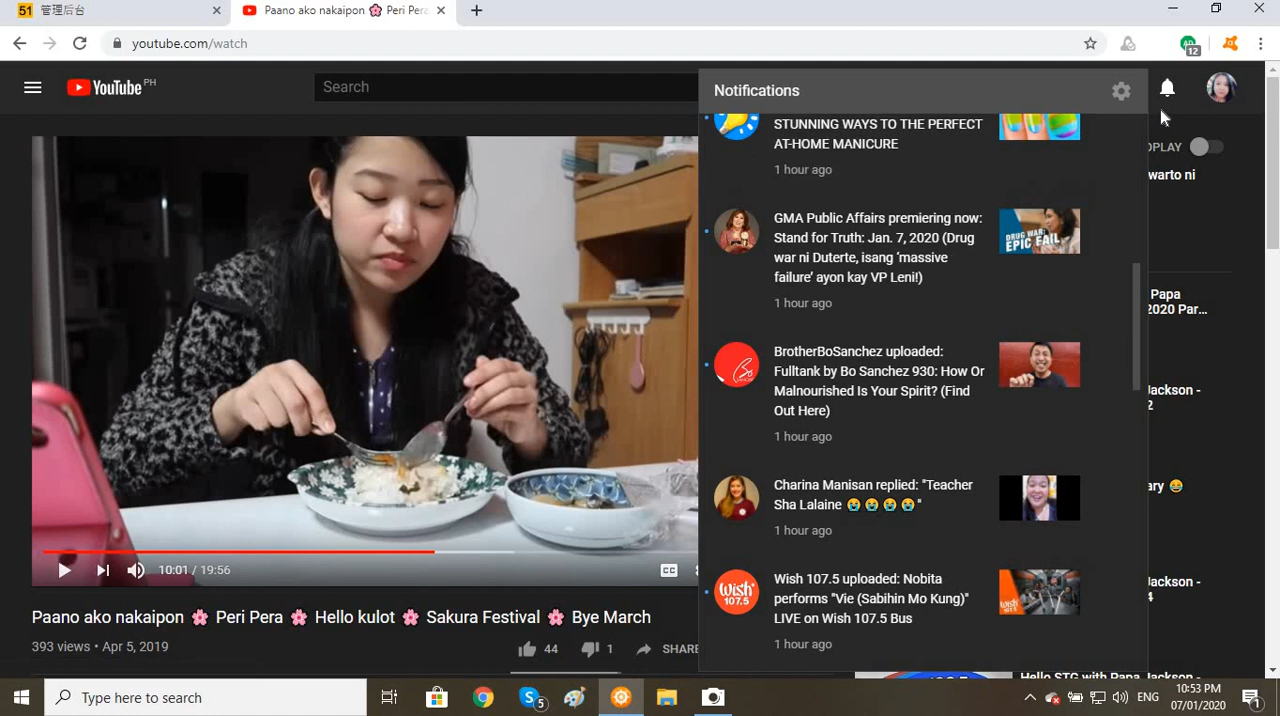 51 管理后台
Paano ako nakaipon 🌸 Peri Pera
youtube.com/watch
12
YouTube PH
Search
Notifications
STUNNING WAYS TO THE PERFECT
AT-HOME MANICURE
1 hour ago
GMA Public Affairs premiering now:
Stand for Truth: Jan. 7, 2020 (Drug
war ni Duterte, isang ‘massive
failure’ ayon kay VP Leni!)
1 hour ago
DRUG WAR:
EPIC FAIL
BrotherBoSanchez uploaded:
Fulltank by Bo Sanchez 930: How Or
Malnourished Is Your Spirit? (Find
Out Here)
1 hour ago
Charina Manisan replied: "Teacher
Sha Lalaine 😭 😭 😭 😭 "
1 hour ago
Wish 107.5 uploaded: Nobita
performs "Vie (Sabihin Mo Kung)"
LIVE on Wish 107.5 Bus
1 hour ago
Wish
107.5
OPLAY
warto ni
Papa
2020 Par...
Jackson -
2
ary 😂
Jackson -
4
Hello STG with Papa Jackson -
10:01 / 19:56
CC
Paano ako nakaipon 🌸 Peri Pera 🌸 Hello kulot 🌸 Sakura Festival 🌸 Bye March
393 views • Apr 5, 2019
44
1
SHARE
Type here to search
5
ENG
10:53 PM
07/01/2020
1